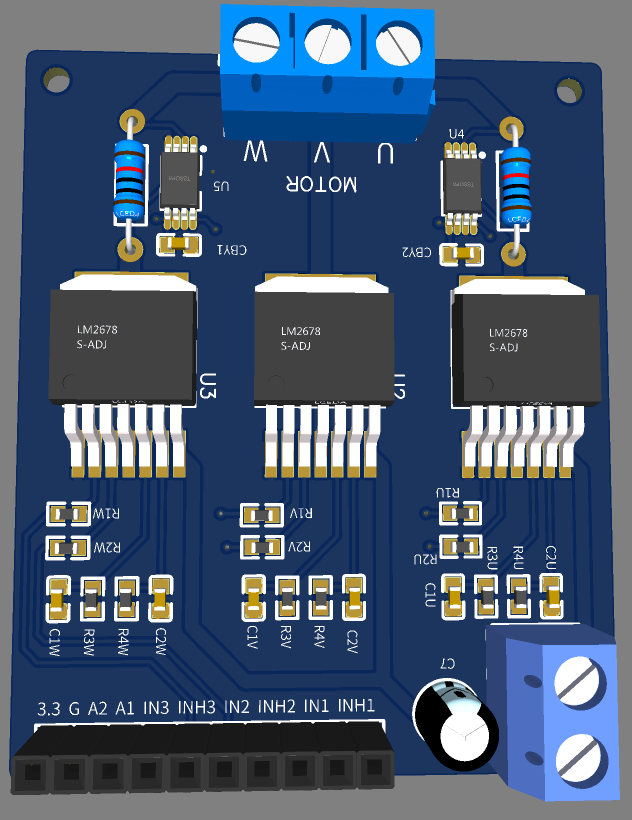 W V U
MOTOR
U5
U4
CBY1
CBY2
LM2678
S-ADJ
LM2678
S-ADJ
LM2678
S-ADJ
U3
U2
R1W
R1V
R1U
R2W
R2V
R2U
C1W R3W R4W C2W
C1V R3V R4V C2V
C1U R3U R4U C2U
C7
3.3 G A2 A1 IN3 INH3 IN2 INH2 IN1 INH1